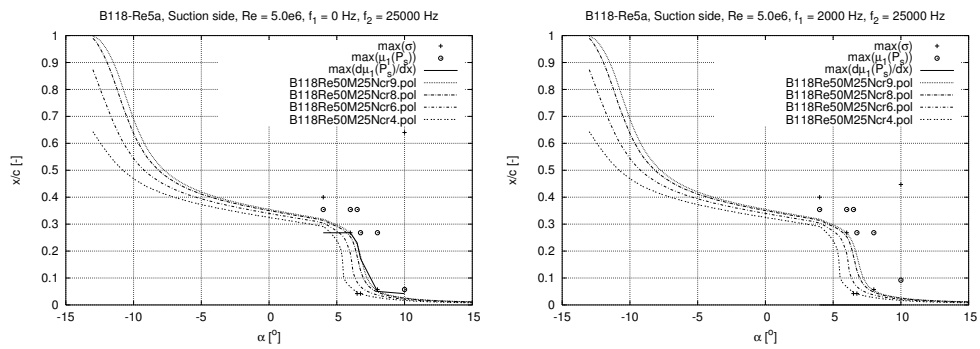 B118-Re5a, Suction side, Re = 5.0e6, f₁ = 0 Hz, f₂ = 25000 Hz
x/c [-]
1
0.9
0.8
0.7
0.6
0.5
0.4
0.3
0.2
0.1
0
max(σ)
max(μ₁(Pₛ))
max(dμ₁(Pₛ)/dx)
B118Re50M25Ncr9.pol
B118Re50M25Ncr8.pol
B118Re50M25Ncr6.pol
B118Re50M25Ncr4.pol
-15 -10 -5 0 5 10 15
α [°]
B118-Re5a, Suction side, Re = 5.0e6, f₁ = 2000 Hz, f₂ = 25000 Hz
x/c [-]
1
0.9
0.8
0.7
0.6
0.5
0.4
0.3
0.2
0.1
0
max(σ)
max(μ₁(Pₛ))
max(dμ₁(Pₛ)/dx)
B118Re50M25Ncr9.pol
B118Re50M25Ncr8.pol
B118Re50M25Ncr6.pol
B118Re50M25Ncr4.pol
-15 -10 -5 0 5 10 15
α [°]